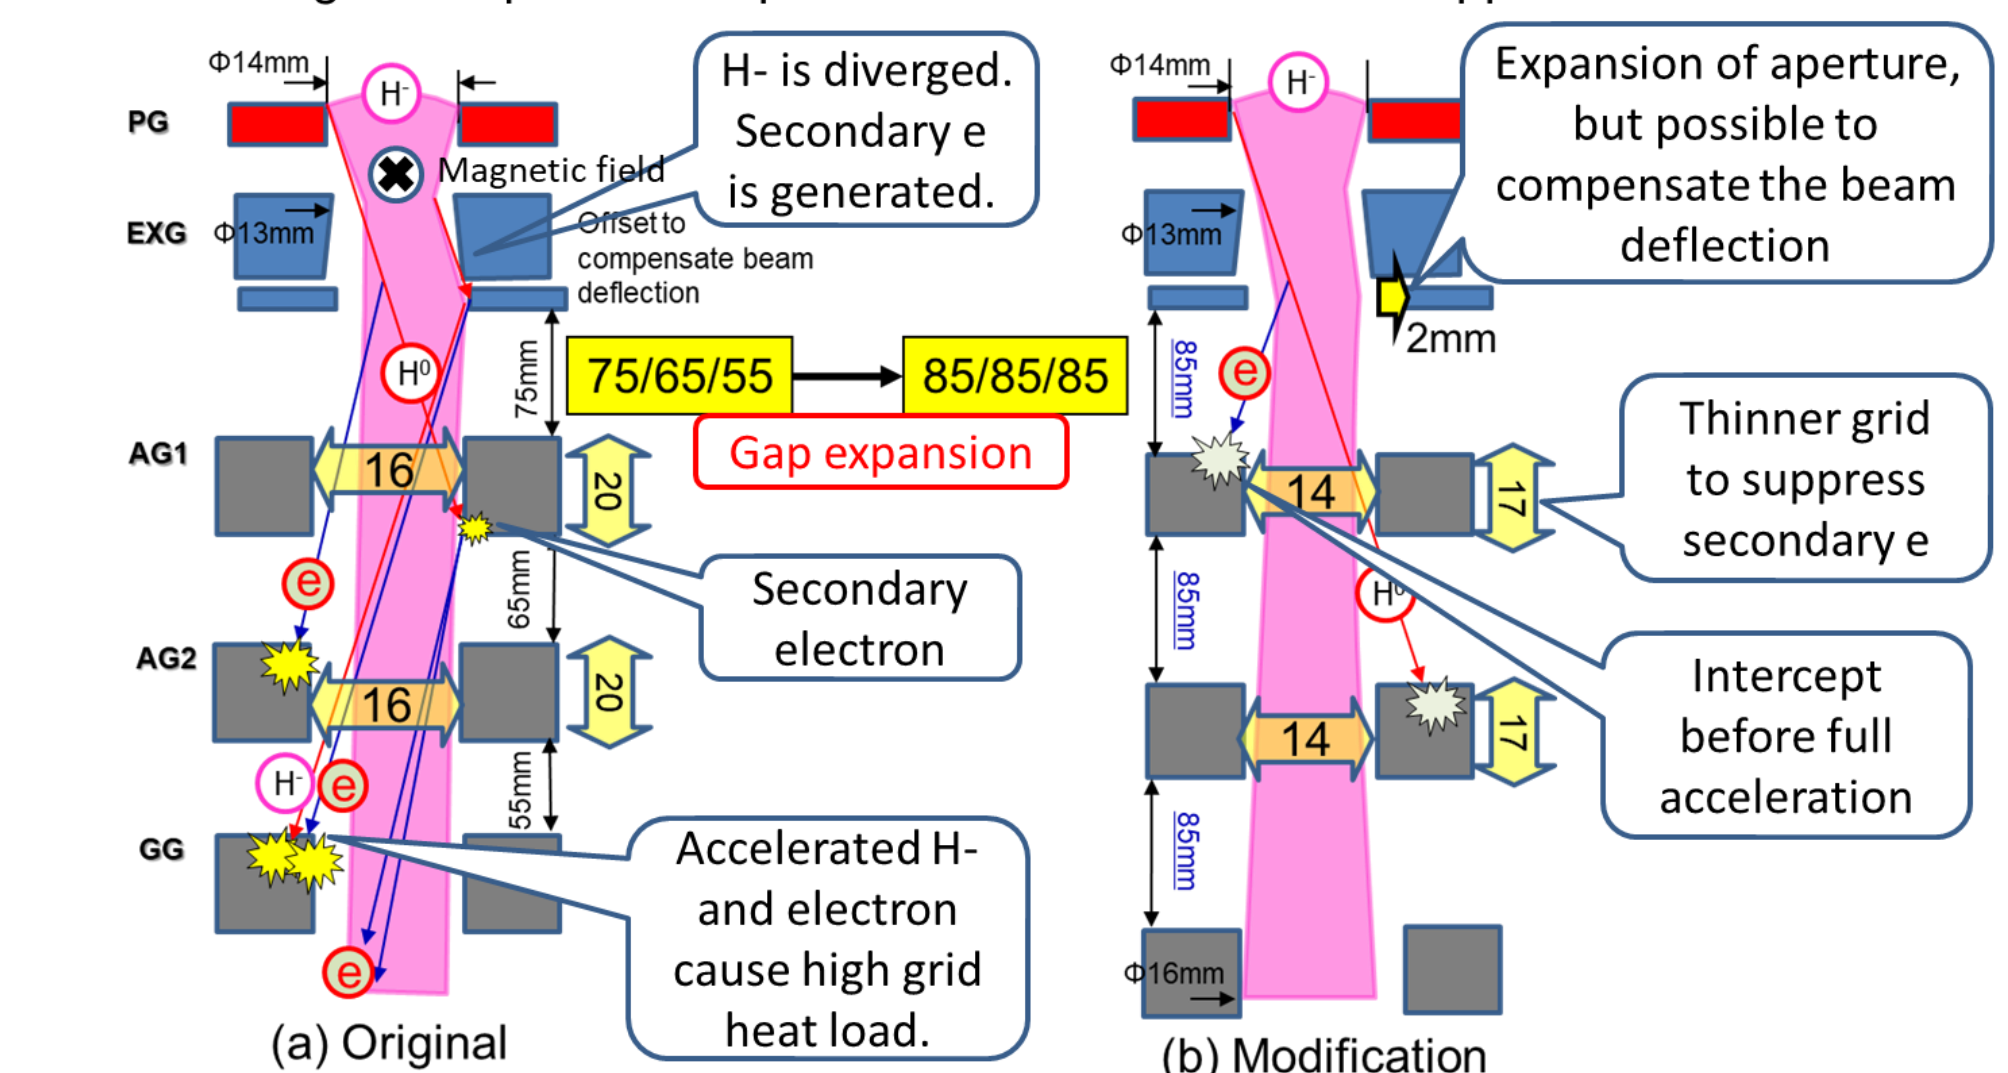 Φ14mm
H-
PG
Magnetic field
EXG
Φ13mm
Offset to
compensate beam
deflection
H- is diverged.
Secondary e
is generated.
H0
75mm
75/65/55
85/85/85
Gap expansion
AG1
16
20
e
65mm
Secondary
electron
AG2
16
20
H-
e
55mm
GG
Accelerated H-
and electron
cause high grid
heat load.
e
(a) Original
Φ14mm
H-
Expansion of aperture,
but possible to
compensate the beam
deflection
Φ13mm
2mm
85mm
e
14
17
Thinner grid
to suppress
secondary e
85mm
H0
Intercept
before full
acceleration
14
17
85mm
Φ16mm
(b) Modification